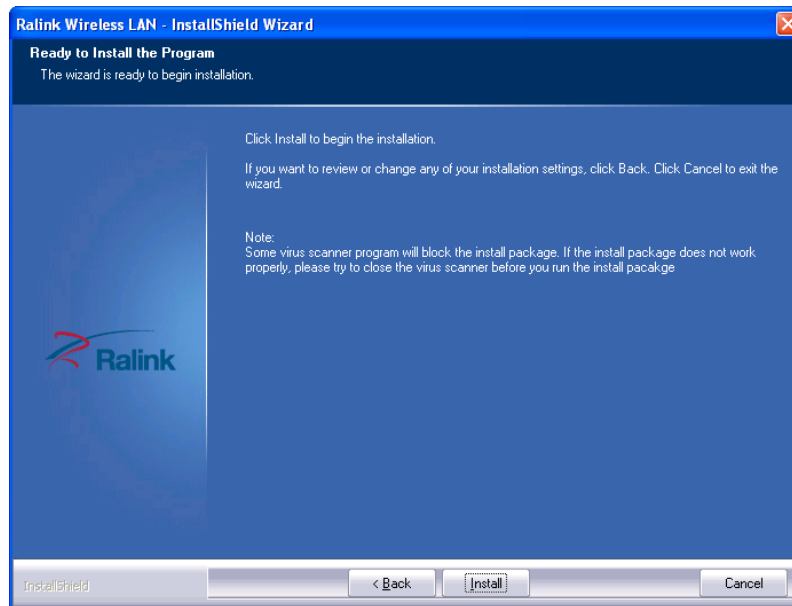 Ralink Wireless LAN - InstallShield Wizard
Ready to Install the Program
The wizard is ready to begin installation.
Click Install to begin the installation.
If you want to review or change any of your installation settings, click Back. Click Cancel to exit the
wizard.
Note:
Some virus scanner program will block the install package. If the install package does not work
properly, please try to close the virus scanner before you run the install pacakge
Ralink
InstallShield
< Back
Install
Cancel